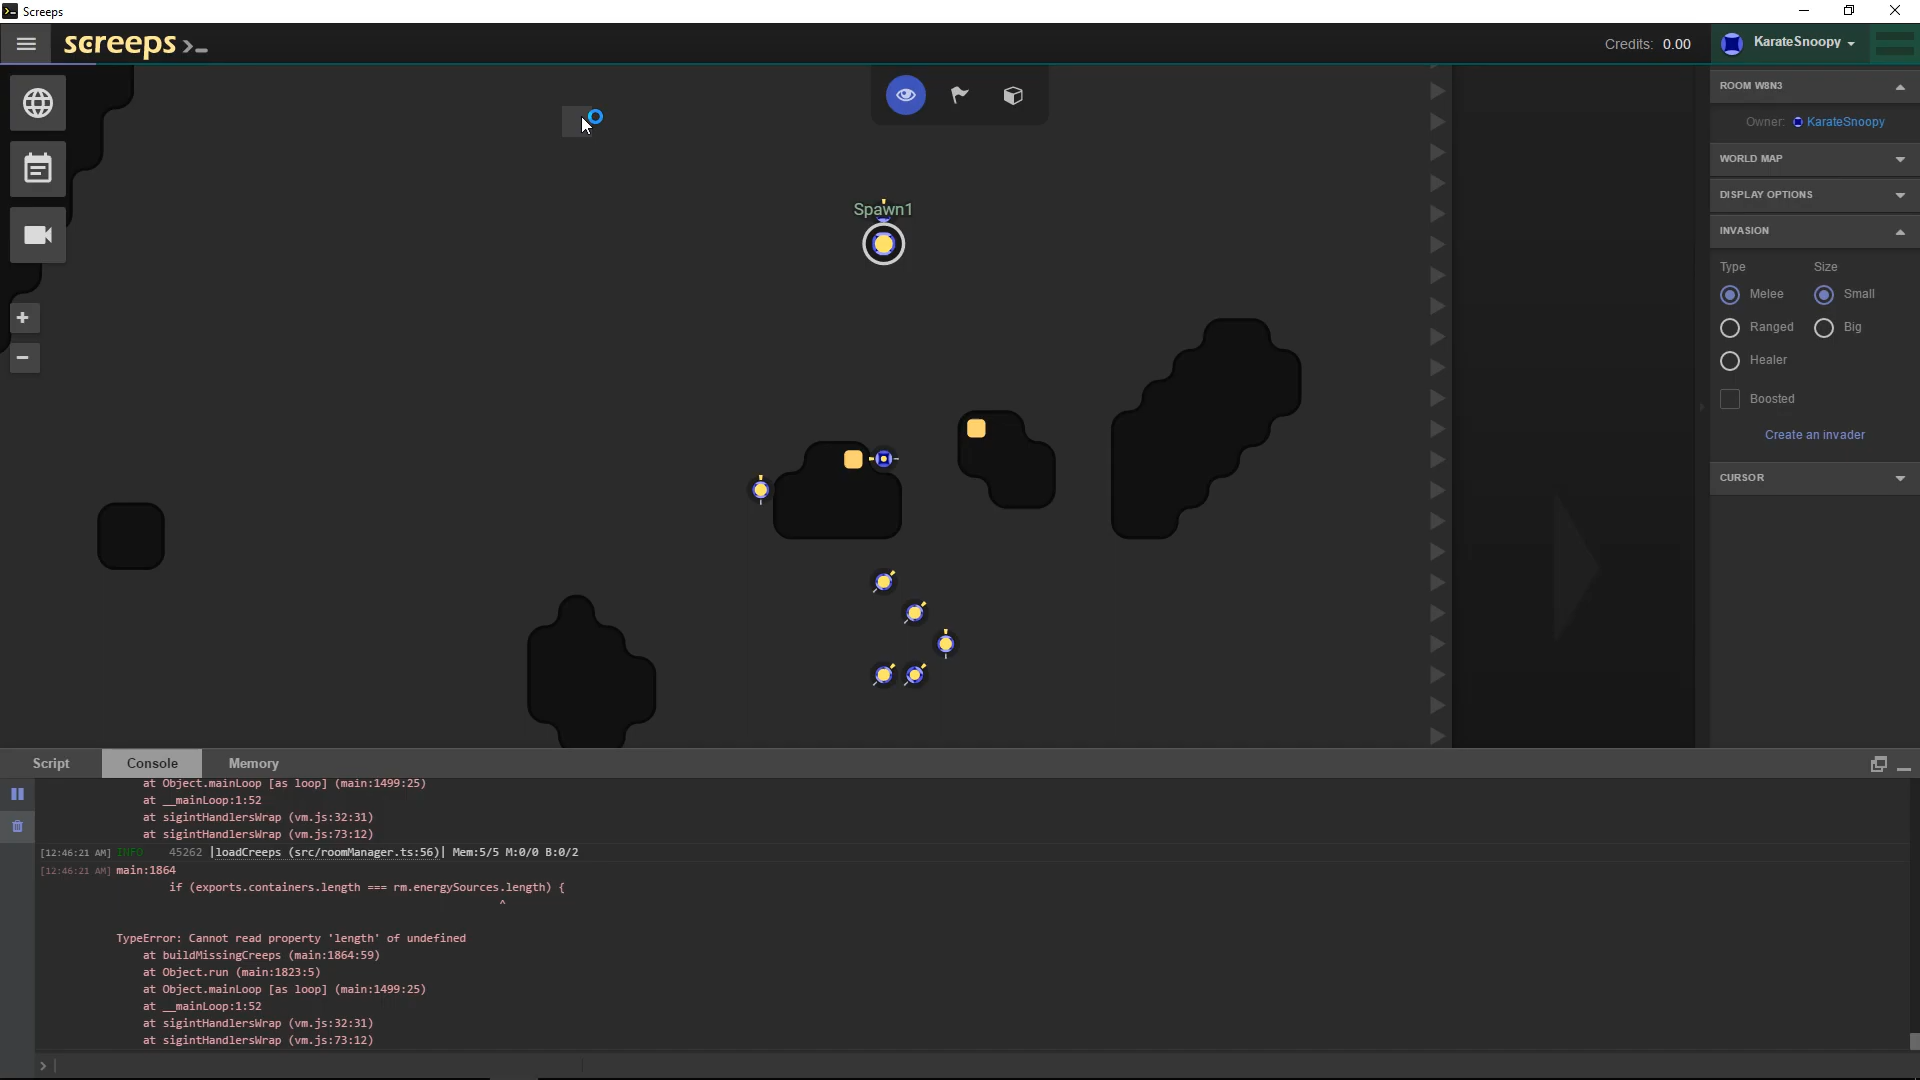 Screeps
screeps
Credits: 0.00
KarateSnoopy
ROOM W8N3
Owner: KarateSnoopy
WORLD MAP
DISPLAY OPTIONS
INVASION
Type Size
Melee Small
Ranged Big
Healer
Boosted
Create an invader
CURSOR
Spawn1
Script Console Memory
at Object.mainLoop [as loop] (main:1499:25)
at __mainLoop:1:52
at sigintHandlersWrap (vm.js:32:31)
at sigintHandlersWrap (vm.js:73:12)
[12:46:21 AM] INFO 45262 |loadCreeps (src/roomManager.ts:56)| Mem:5/5 M:0/0 B:0/2
[12:46:21 AM] main:1864
if (exports.containers.length === rm.energySources.length) {
^
TypeError: Cannot read property 'length' of undefined
at buildMissingCreeps (main:1864:59)
at Object.run (main:1823:5)
at Object.mainLoop [as loop] (main:1499:25)
at __mainLoop:1:52
at sigintHandlersWrap (vm.js:32:31)
at sigintHandlersWrap (vm.js:73:12)